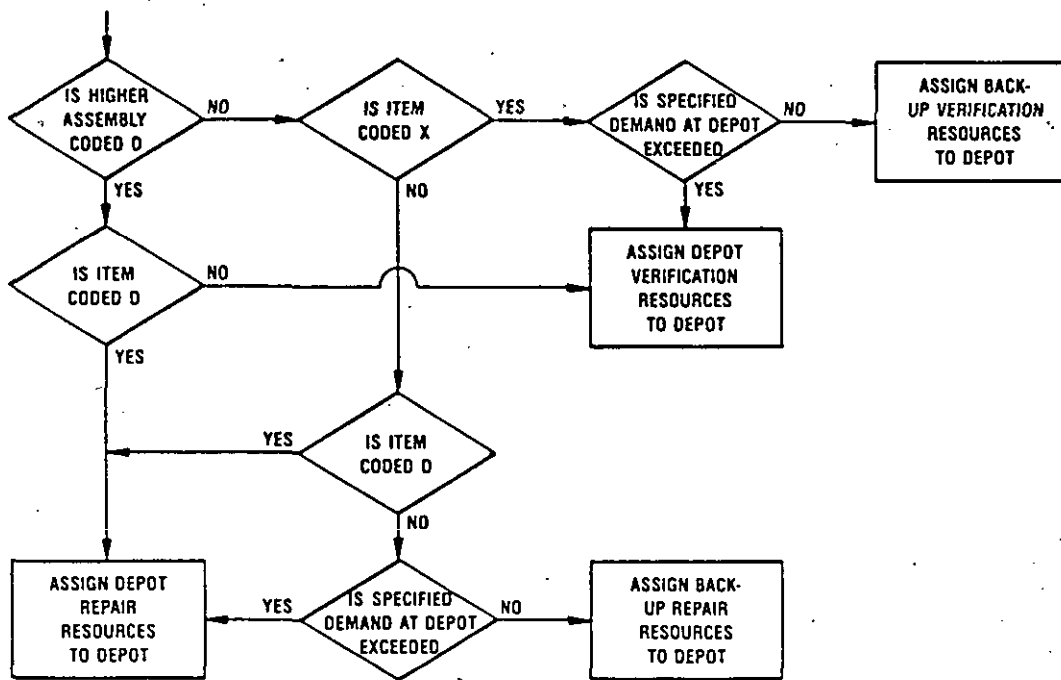 IS HIGHER
ASSEMBLY
CODED D
NO
YES
IS ITEM
CODED X
YES
NO
IS SPECIFIED
DEMAND AT DEPOT
EXCEEDED
NO
YES
ASSIGN BACK-
UP VERIFICATION
RESOURCES
TO DEPOT
IS ITEM
CODED D
NO
YES
ASSIGN DEPOT
VERIFICATION
RESOURCES
TO DEPOT
YES
IS ITEM
CODED D
NO
ASSIGN DEPOT
REPAIR
RESOURCES
TO DEPOT
YES
IS SPECIFIED
DEMAND AT DEPOT
EXCEEDED
NO
ASSIGN BACK-
UP REPAIR
RESOURCES
TO DEPOT